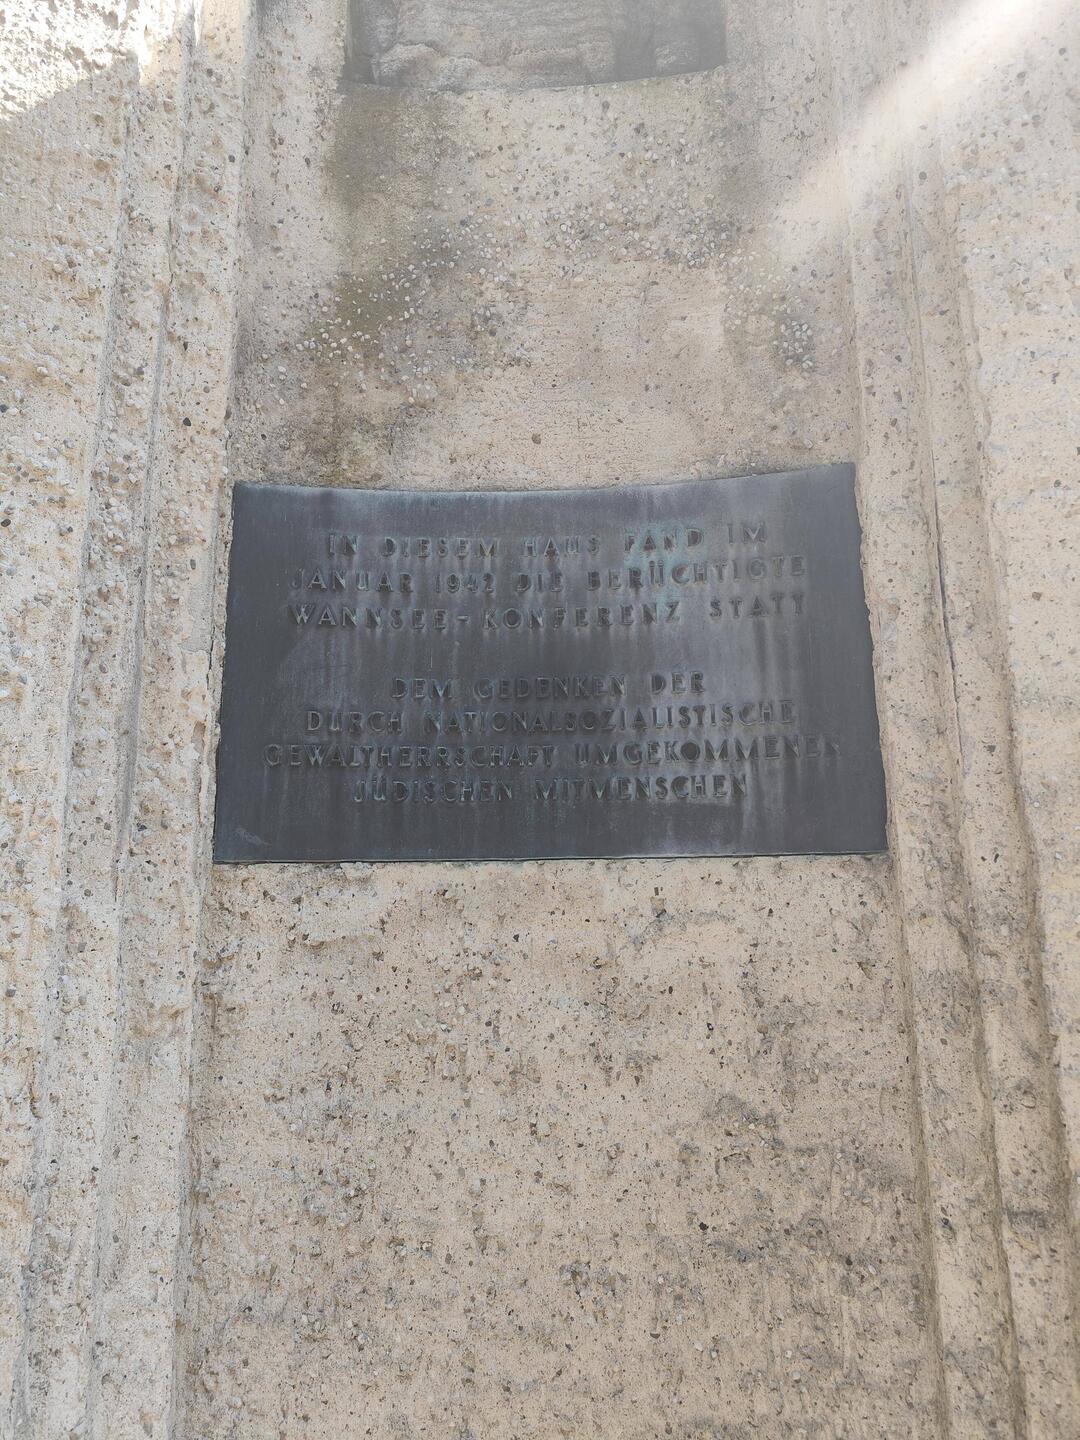 IN DIESEM HAUS FAND IM
JANUAR 1942 DIE BERÜCHTIGTE
WANNSEE-KONFERENZ STATT
DEM GEDENKEN DER
DURCH NATIONALSOZIALISTISCHE
GEWALTHERRSCHAFT UMGEKOMMENEN
JÜDISCHEN MITMENSCHEN